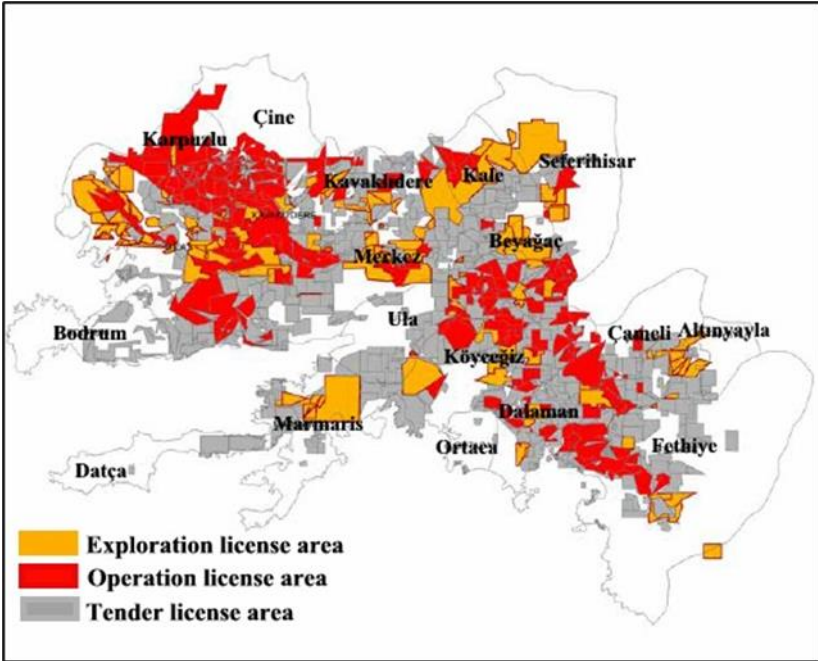 Çine
Karpuzlu
Kavaklıdere
Kale
Seferihisar
Beyağaç
Merkez
Ula
Bodrum
Çameli
Altınyayla
Köyceğiz
Marmaris
Dalaman
Ortaca
Fethiye
Datça
Exploration license area
Operation license area
Tender license area